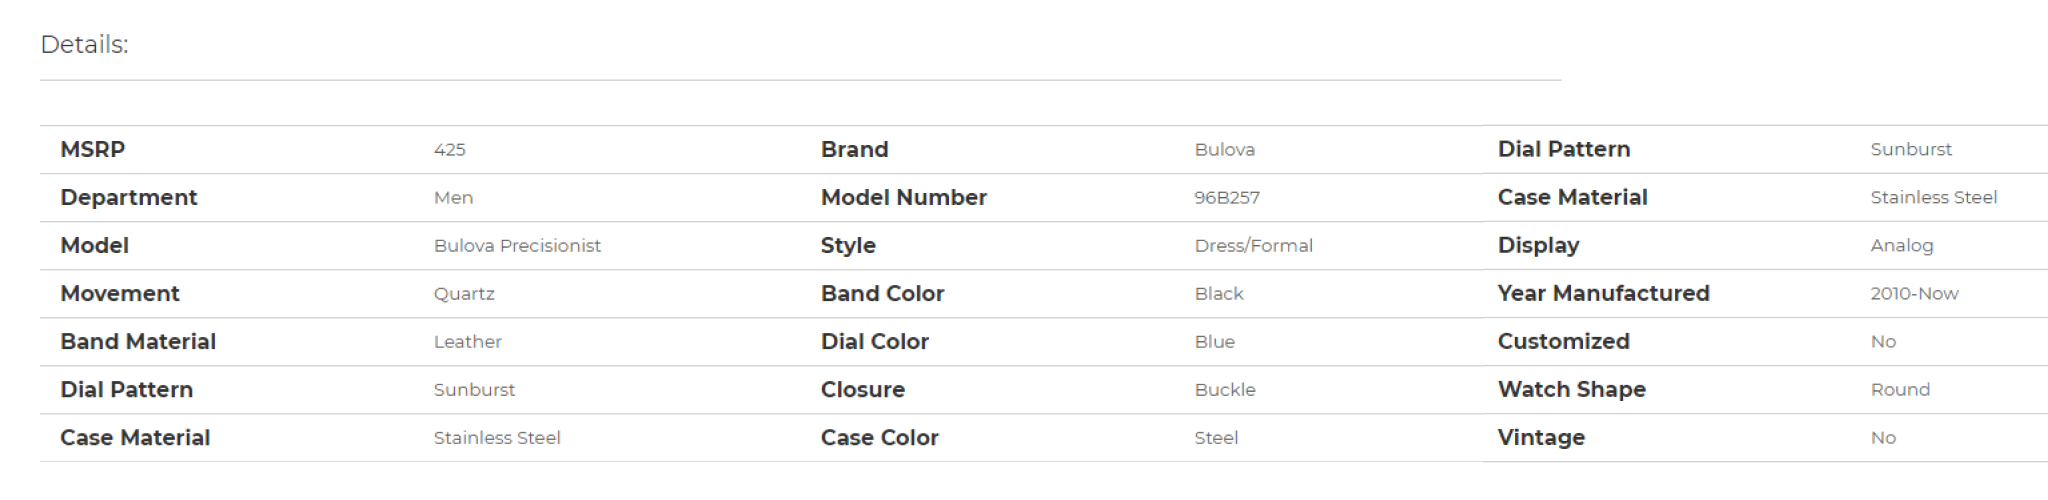 Details:
MSRP 425 Brand Bulova Dial Pattern Sunburst
Department Men Model Number 96B257 Case Material Stainless Steel
Model Bulova Precisionist Style Dress/Formal Display Analog
Movement Quartz Band Color Black Year Manufactured 2010-Now
Band Material Leather Dial Color Blue Customized No
Dial Pattern Sunburst Closure Buckle Watch Shape Round
Case Material Stainless Steel Case Color Steel Vintage No